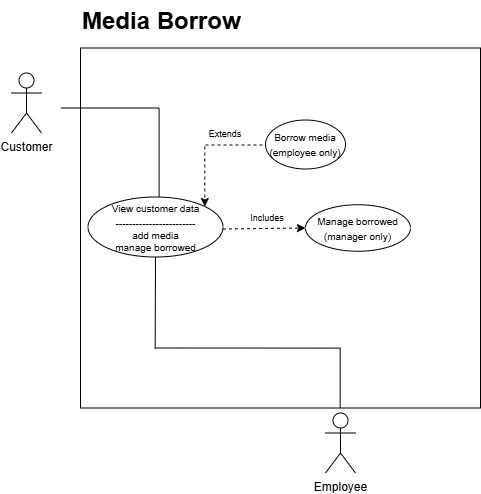 Media Borrow
Customer
Extends
Borrow media
(employee only)
View customer data
------------------------
add media
manage borrowed
Includes
Manage borrowed
(manager only)
Employee